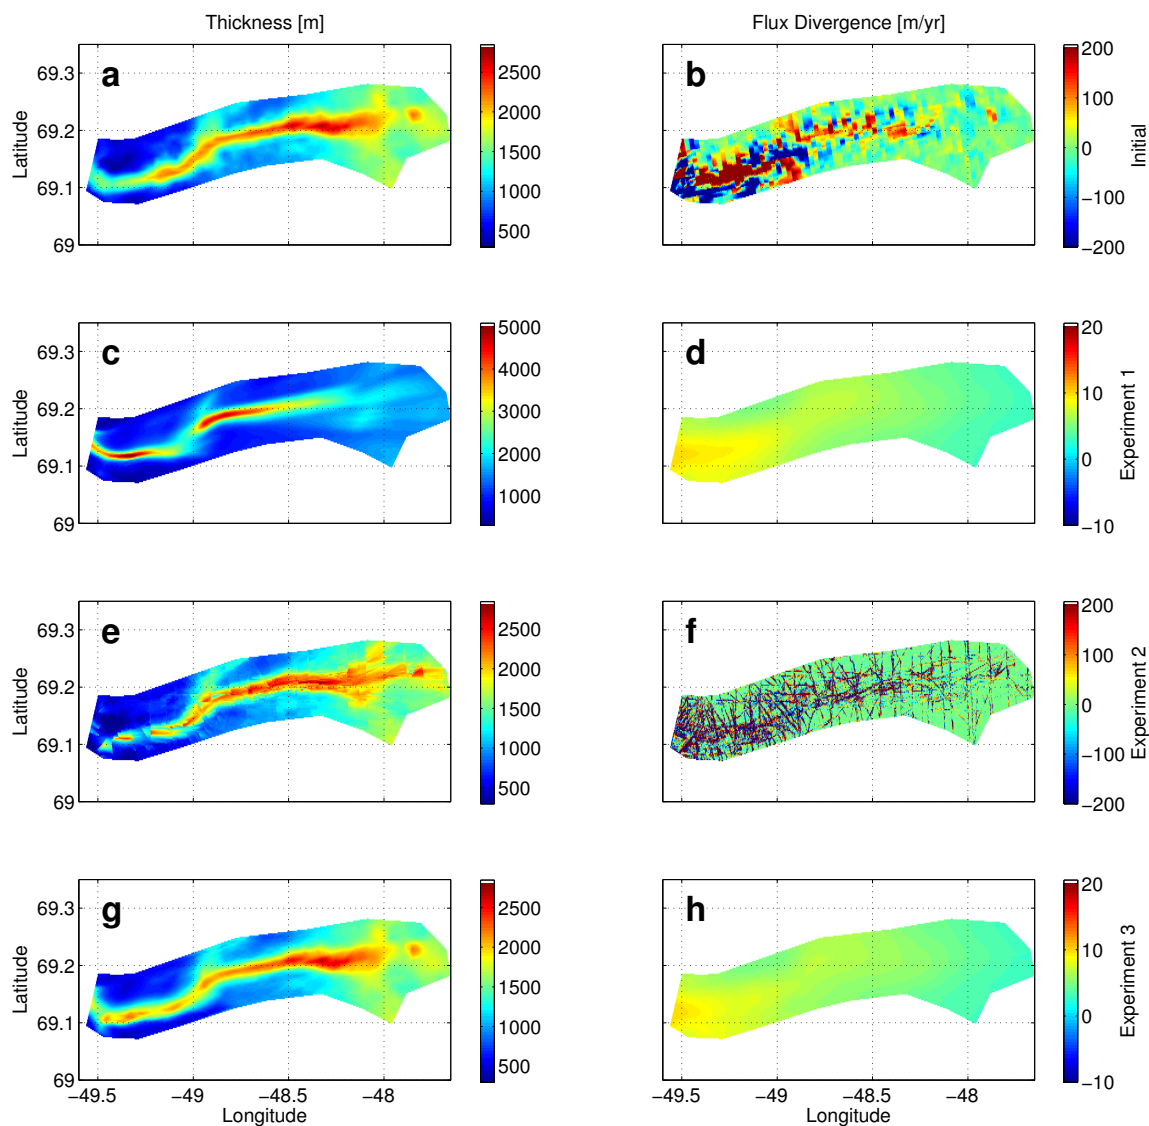 Thickness [m]
Flux Divergence [m/yr]
a
69.3
69.2
69.1
69
Latitude
2500
2000
1500
1000
500
b
200
100
0
−100
−200
Initial
c
69.3
69.2
69.1
69
Latitude
5000
4000
3000
2000
1000
d
20
10
0
−10
Experiment 1
e
69.3
69.2
69.1
69
Latitude
2500
2000
1500
1000
500
f
200
100
0
−100
−200
Experiment 2
g
69.3
69.2
69.1
69
Latitude
2500
2000
1500
1000
500
−49.5 −49 −48.5 −48
Longitude
h
20
10
0
−10
Experiment 3
−49.5 −49 −48.5 −48
Longitude